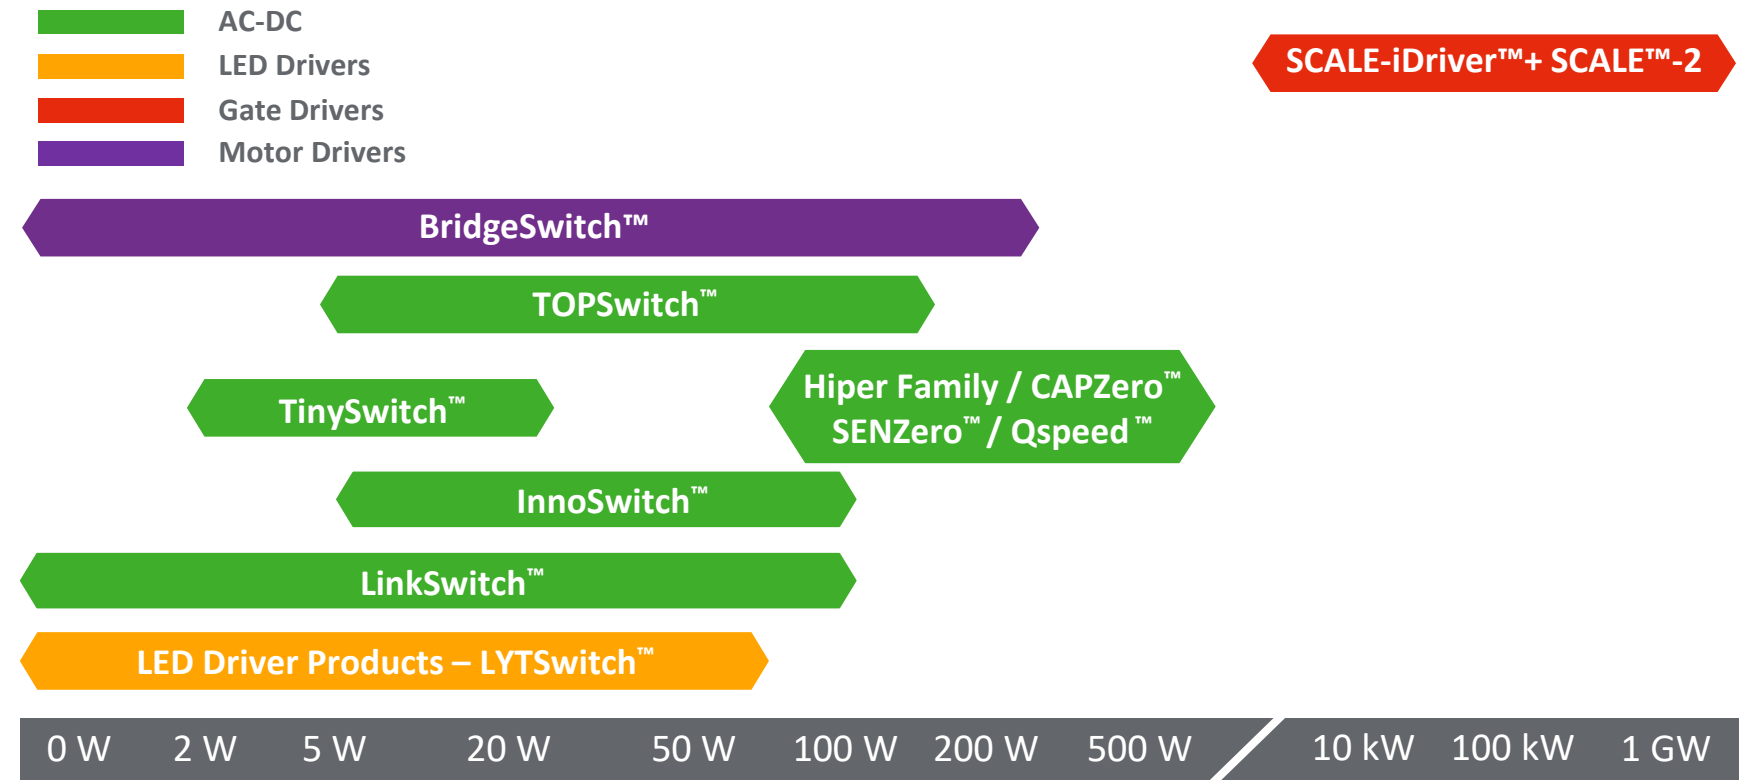 AC-DC
LED Drivers
Gate Drivers
Motor Drivers
SCALE-iDriver™+ SCALE™-2
BridgeSwitch™
TOPSwitch™
Hiper Family / CAPZero™
SENZero™ / Qspeed™
TinySwitch™
InnoSwitch™
LinkSwitch™
LED Driver Products – LYTSwitch™
0 W 2 W 5 W 20 W 50 W 100 W 200 W 500 W 10 kW 100 kW 1 GW